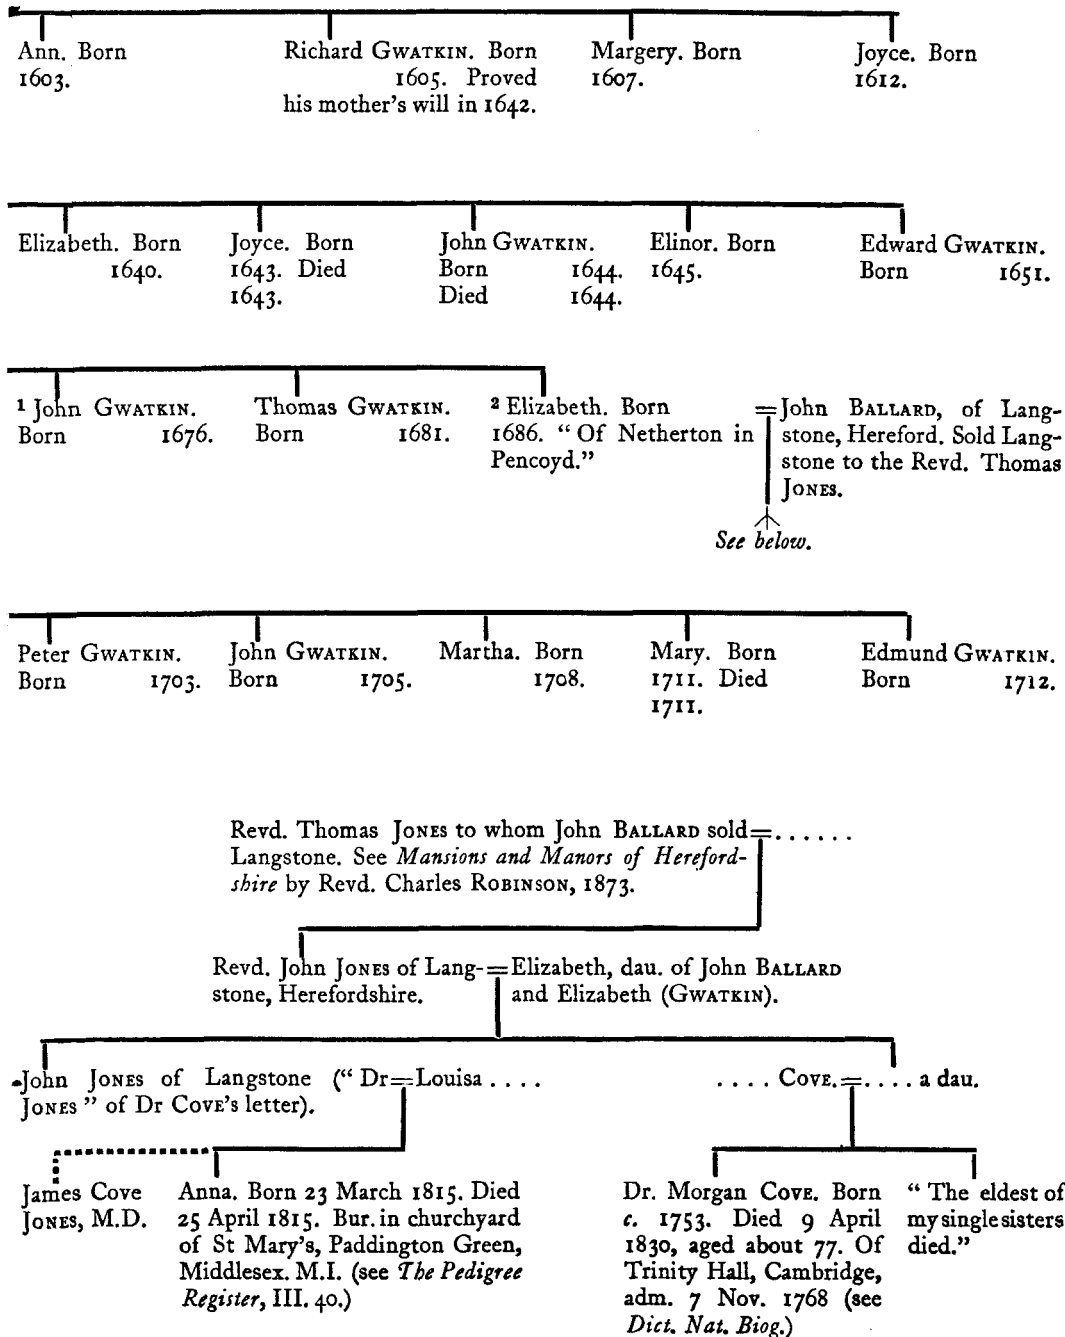 Ann. Born
1603.
Richard GWATKIN. Born
1605. Proved
his mother's will in 1642.
Margery. Born
1607.
Joyce. Born
1612.
Elizabeth. Born
1640.
Joyce. Born
1643. Died
1643.
John GWATKIN.
Born 1644.
Died 1644.
Elinor. Born
1645.
Edward GWATKIN.
Born 1651.
1 John GWATKIN.
Born 1676.
Thomas GWATKIN.
Born 1681.
2 Elizabeth. Born
1686. “Of Netherton in
Pencoyd.”
=John BALLARD, of Lang-
stone, Hereford. Sold Lang-
stone to the Revd. Thomas
JONES.
See below.
Peter GWATKIN.
Born 1703.
John GWATKIN.
Born 1705.
Martha. Born
1708.
Mary. Born
1711. Died
1711.
Edmund GWATKIN.
Born 1712.
Revd. Thomas JONES to whom John BALLARD sold=......
Langstone. See Mansions and Manors of Hereford-
shire by Revd. Charles ROBINSON, 1873.
Revd. John JONES of Lang-
stone, Herefordshire.
=Elizabeth, dau. of John BALLARD
and Elizabeth (GWATKIN).
John JONES of Langstone (“Dr=Louisa ....
JONES” of Dr COVE's letter).
.... COVE.=.... a dau.
James Cove
JONES, M.D.
Anna. Born 23 March 1815. Died
25 April 1815. Bur. in churchyard
of St Mary's, Paddington Green,
Middlesex. M.I. (see The Pedigree
Register, III. 40.)
Dr. Morgan COVE. Born
c. 1753. Died 9 April
1830, aged about 77. Of
Trinity Hall, Cambridge,
adm. 7 Nov. 1768 (see
Dict. Nat. Biog.)
“The eldest of
my single sisters
died.”